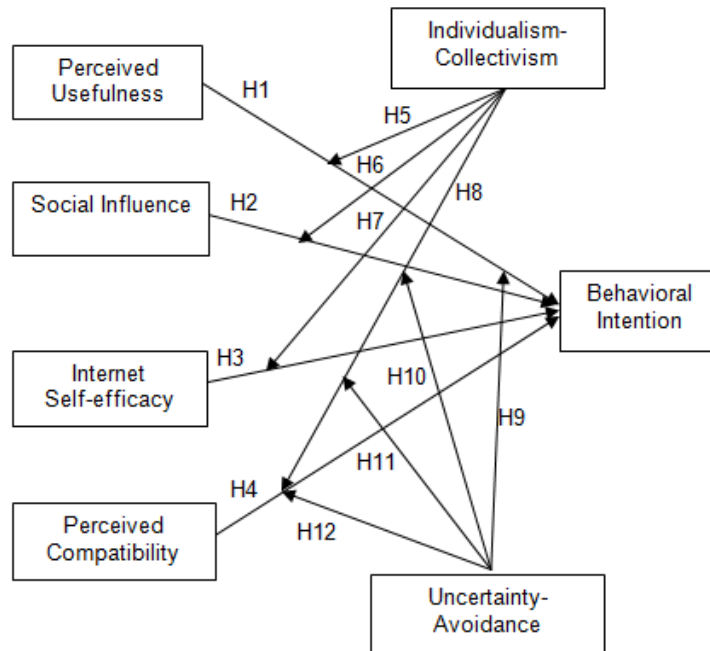 Individualism-
Collectivism
Perceived
Usefulness
H1
H5
H6
H8
Social Influence
H2
H7
Behavioral
Intention
Internet
Self-efficacy
H3
H10
H9
H11
H4
Perceived
Compatibility
H12
Uncertainty-
Avoidance